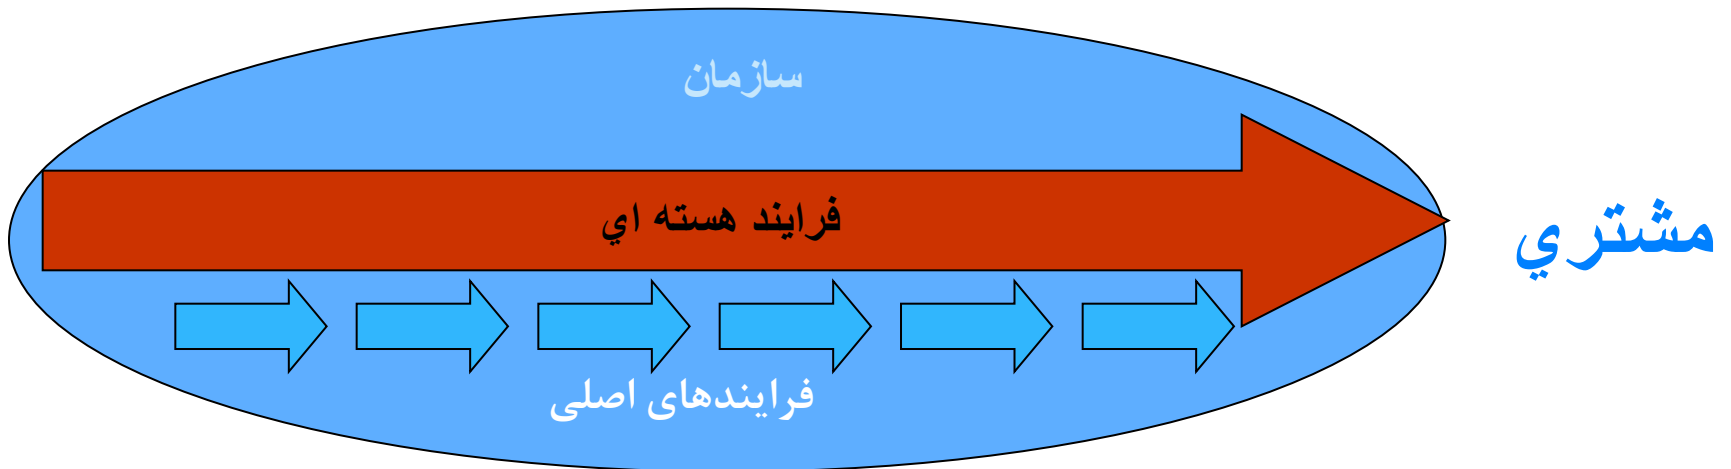 سازمان
فرايند هسته اي
مشتري
فرایندهای اصلی